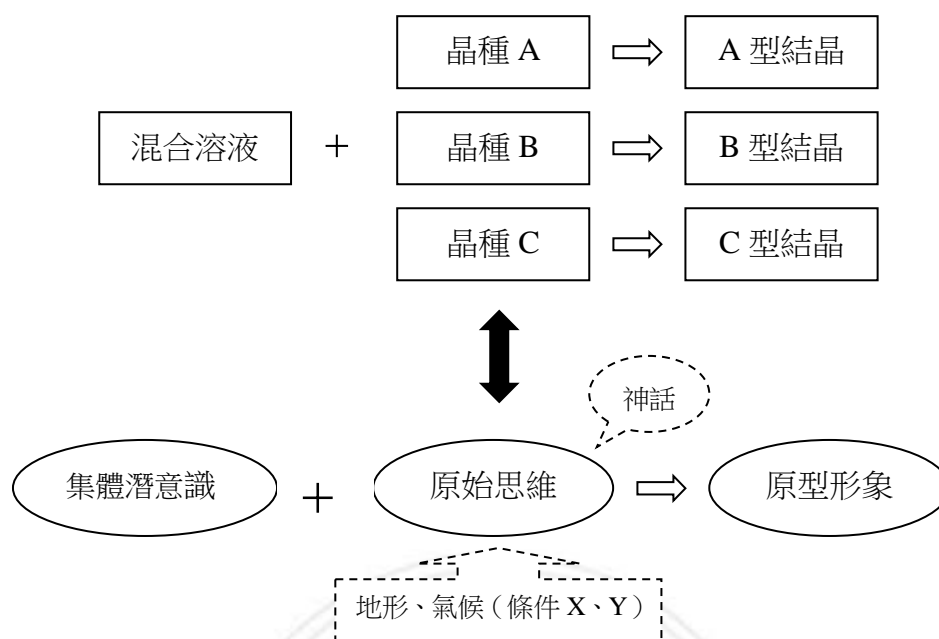 晶種 A
A 型結晶
混合溶液
+
晶種 B
B 型結晶
晶種 C
C 型結晶
神話
集體潛意識
+
原始思維
原型形象
地形、氣候（條件 X、Y）